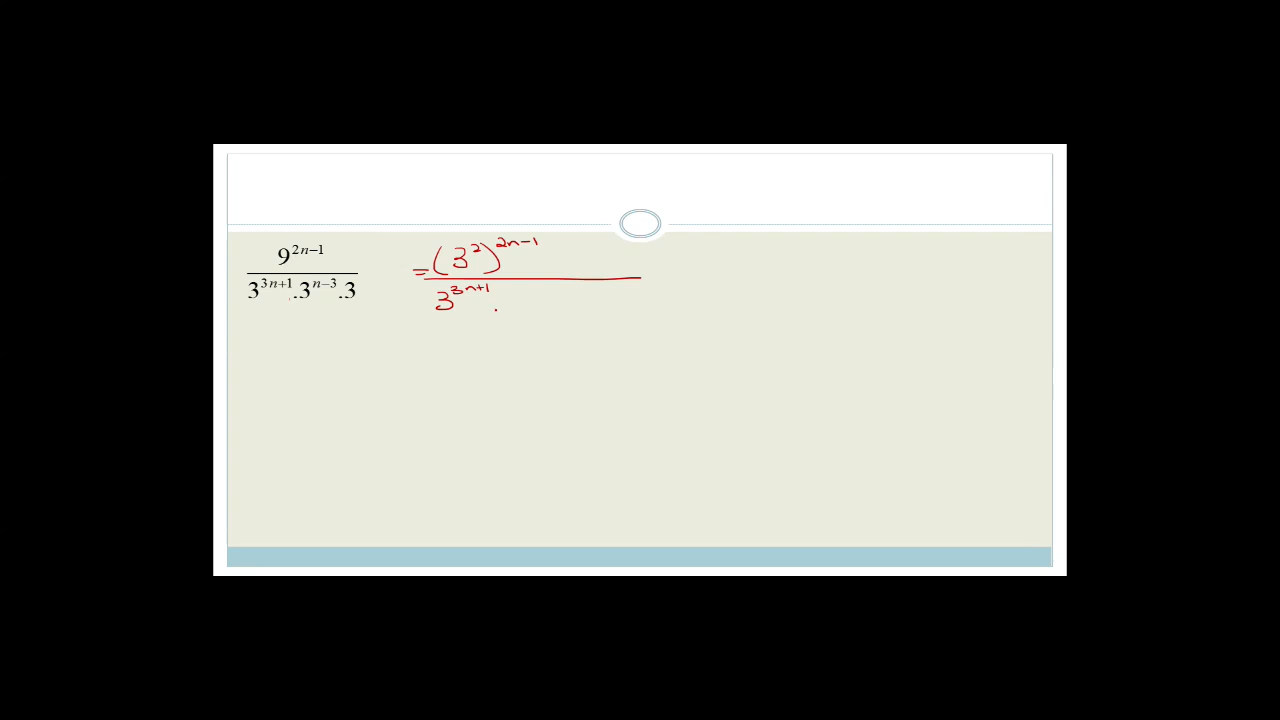 9^{2n-1} / 3^{3n+1}.3^{n-3}.3
= (3^2)^{2n-1} / 3^{3n+1} .